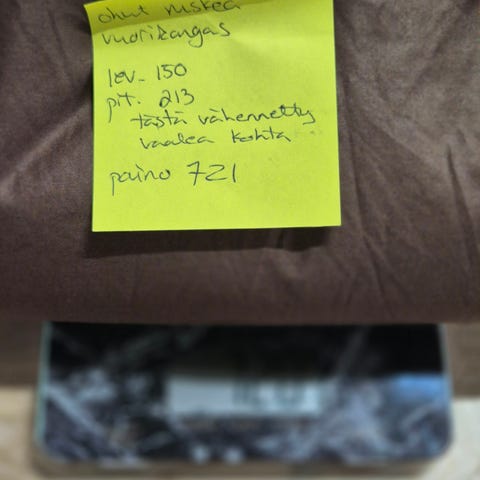 ohut ruskea
vuorikangas
lev. 150
pit. 213
tästä vähennetty
vaalea kohta
paino 721